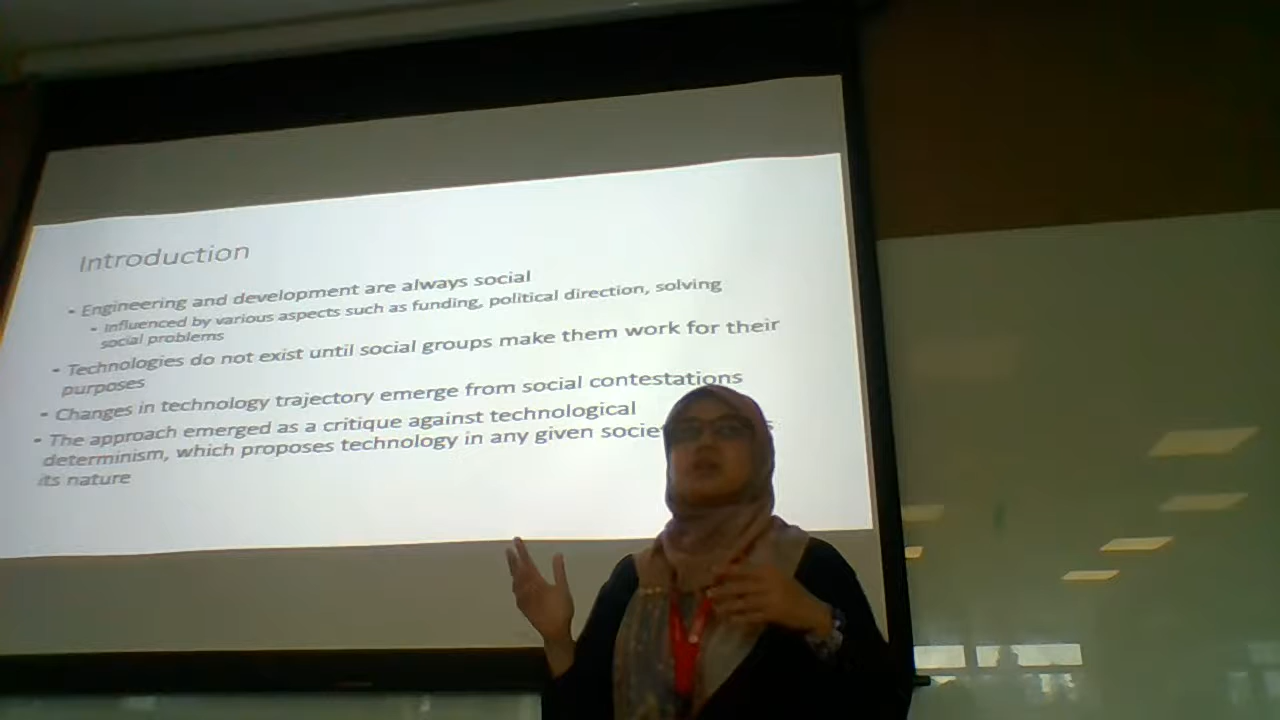 Introduction
• Engineering and development are always social
• Influenced by various aspects such as funding, political direction, solving
social problems
• Technologies do not exist until social groups make them work for their
purposes
• Changes in technology trajectory emerge from social contestations
• The approach emerged as a critique against technological
determinism, which proposes technology in any given
its nature